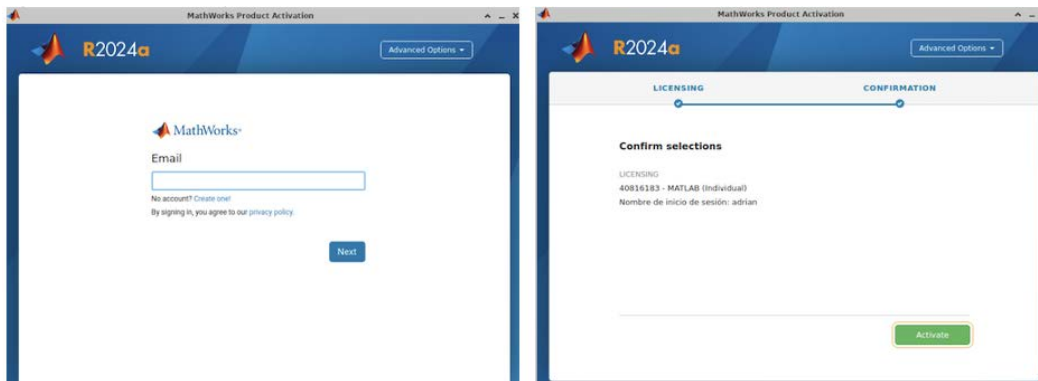 MathWorks Product Activation
R2024a
Advanced Options
MathWorks®
Email
No account? Create one!
By signing in, you agree to our privacy policy.
Next
MathWorks Product Activation
R2024a
Advanced Options
LICENSING
CONFIRMATION
Confirm selections
LICENSING
40816183 - MATLAB (Individual)
Nombre de inicio de sesión: adrian
Activate